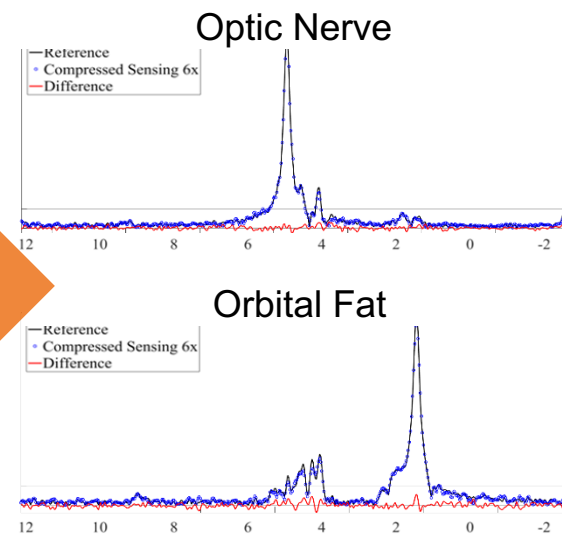 Optic Nerve
Reference
Compressed Sensing 6x
Difference
12 10 8 6 4 2 0 -2
Orbital Fat
Reference
Compressed Sensing 6x
Difference
12 10 8 6 4 2 0 -2